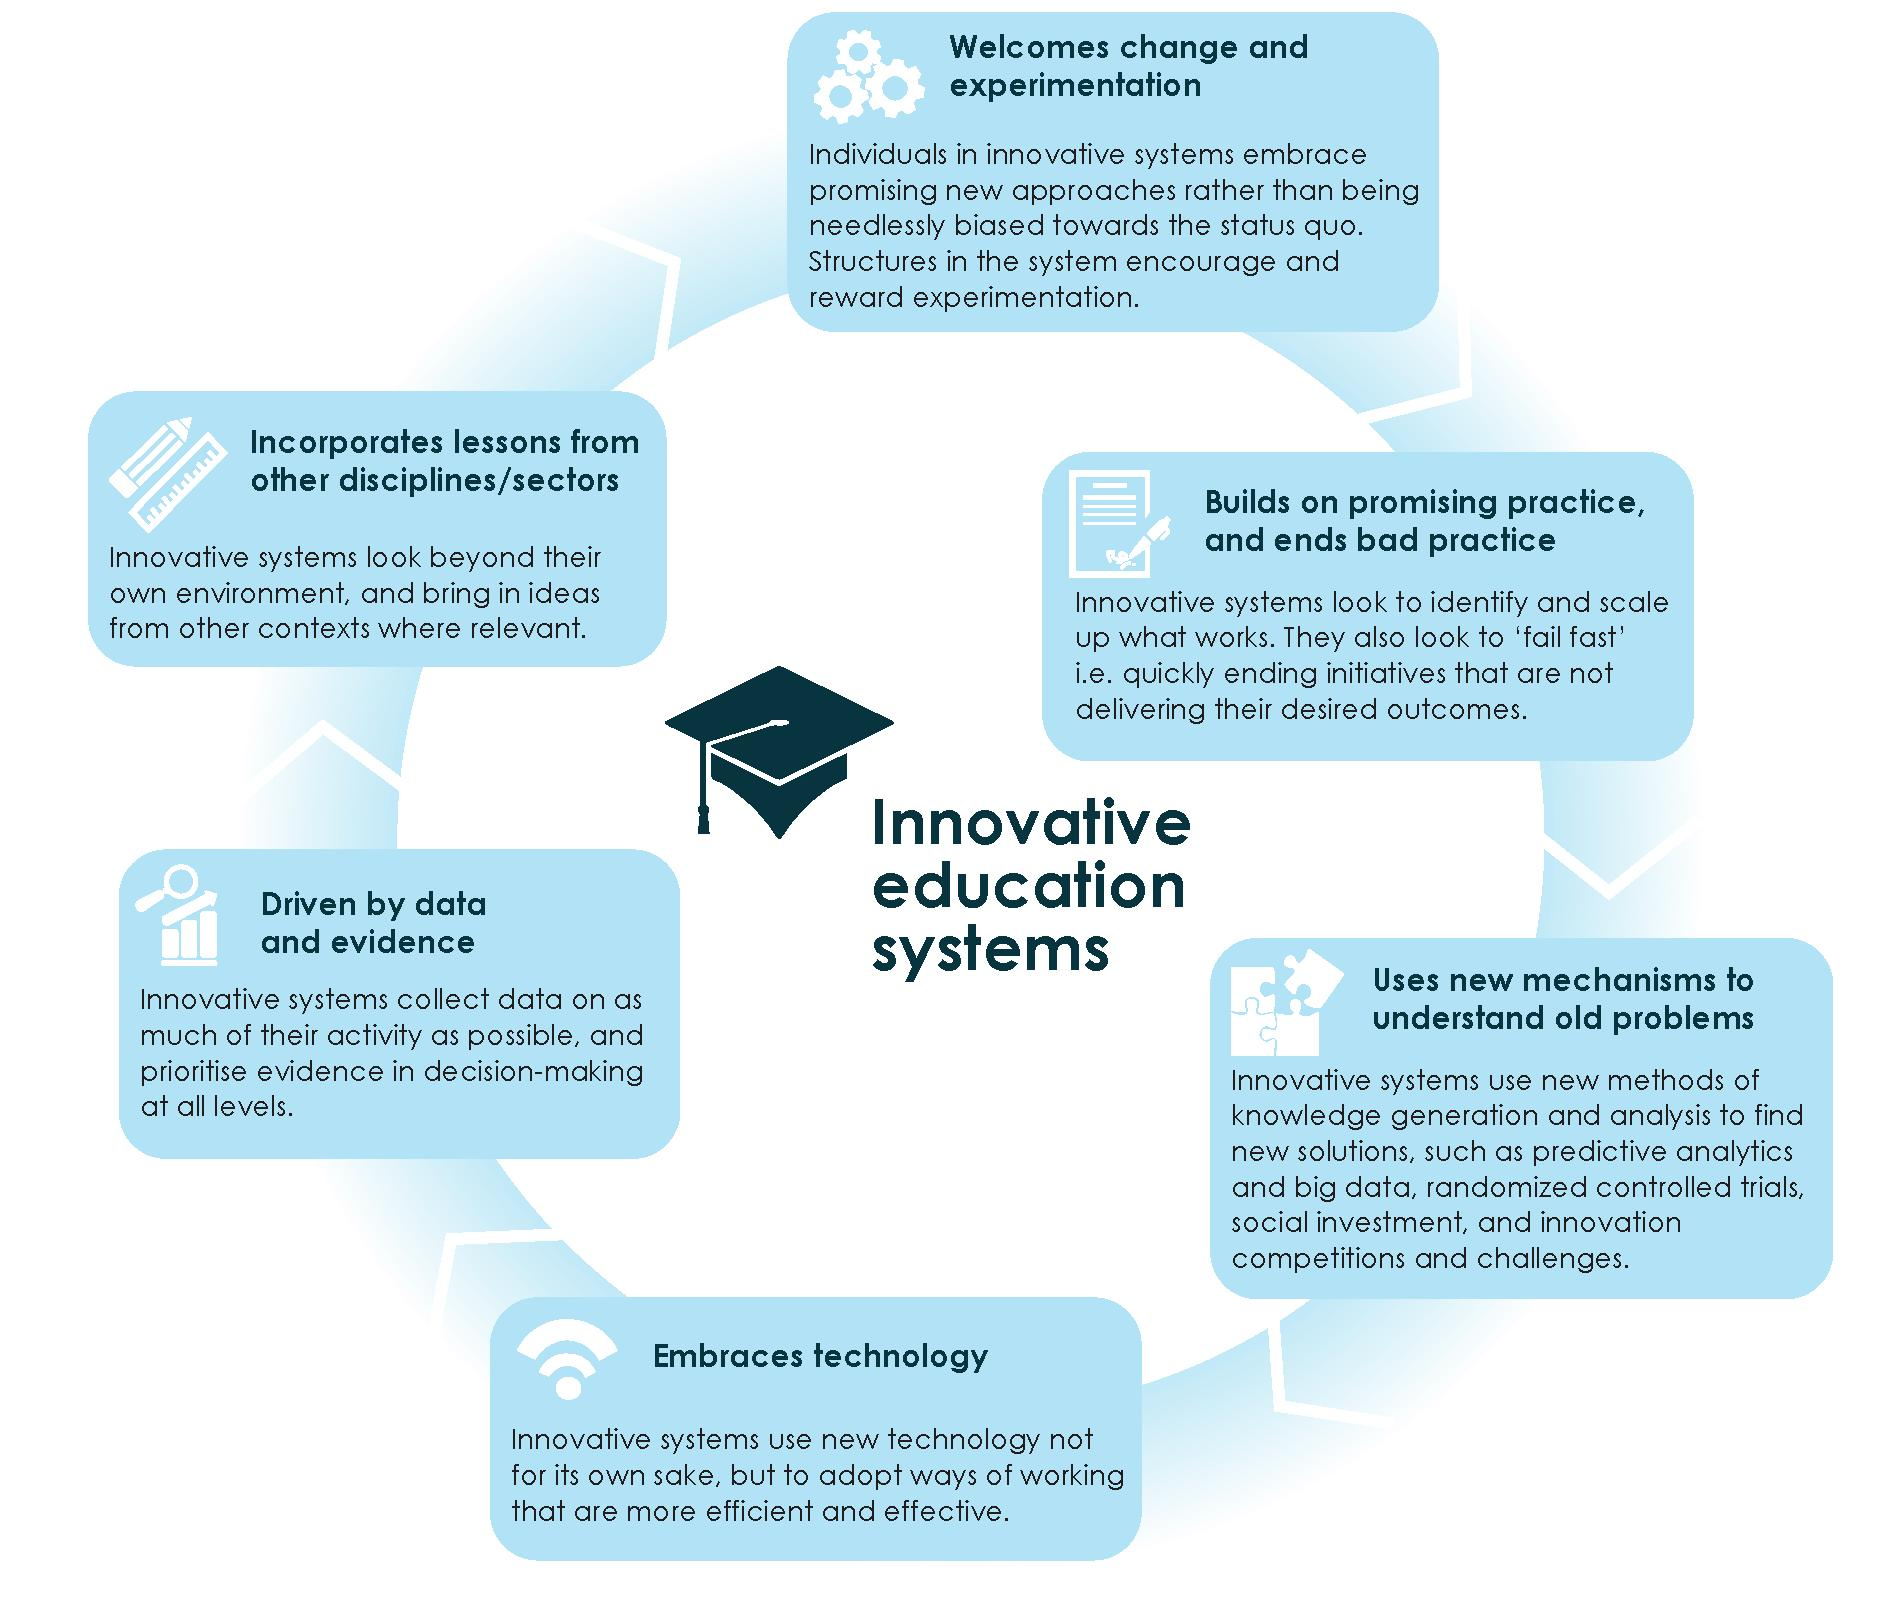 Welcomes change and
experimentation
Individuals in innovative systems embrace
promising new approaches rather than being
needlessly biased towards the status quo.
Structures in the system encourage and
reward experimentation.
Builds on promising practice,
and ends bad practice
Innovative systems look to identify and scale
up what works. They also look to ‘fail fast’
i.e. quickly ending initiatives that are not
delivering their desired outcomes.
Uses new mechanisms to
understand old problems
Innovative systems use new methods of
knowledge generation and analysis to find
new solutions, such as predictive analytics
and big data, randomized controlled trials,
social investment, and innovation
competitions and challenges.
Embraces technology
Innovative systems use new technology not
for its own sake, but to adopt ways of working
that are more efficient and effective.
Driven by data
and evidence
Innovative systems collect data on as
much of their activity as possible, and
prioritise evidence in decision-making
at all levels.
Incorporates lessons from
other disciplines/sectors
Innovative systems look beyond their
own environment, and bring in ideas
from other contexts where relevant.
Innovative
education
systems